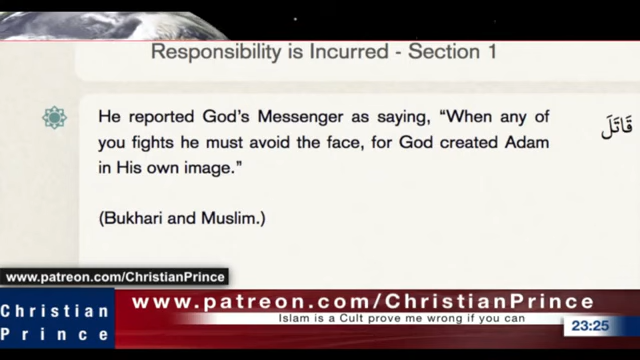 Responsibility is Incurred - Section 1
He reported God's Messenger as saying, “When any of
you fights he must avoid the face, for God created Adam
in His own image.”
(Bukhari and Muslim.)
قَاتَلَ
www.patreon.com/ChristianPrince
Christian
Prince
www.patreon.com/ChristianPrince
Islam is a Cult prove me wrong if you can
23:25